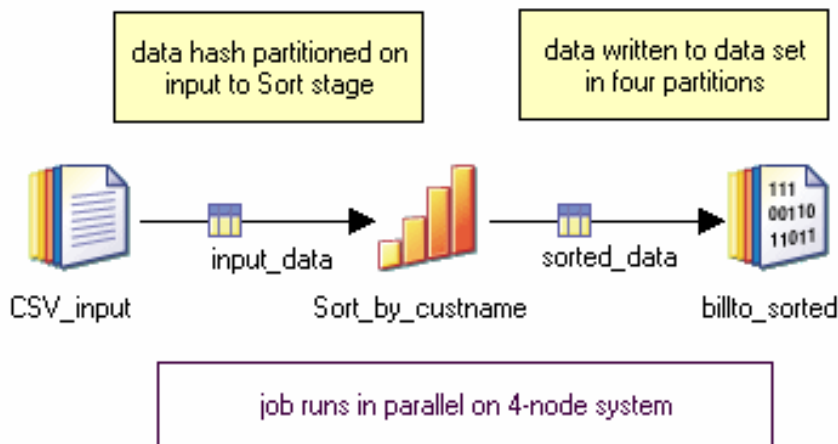 data hash partitioned on
input to Sort stage
data written to data set
in four partitions
111
00110
11011
input_data
sorted_data
CSV_input
Sort_by_custname
billto_sorted
job runs in parallel on 4-node system